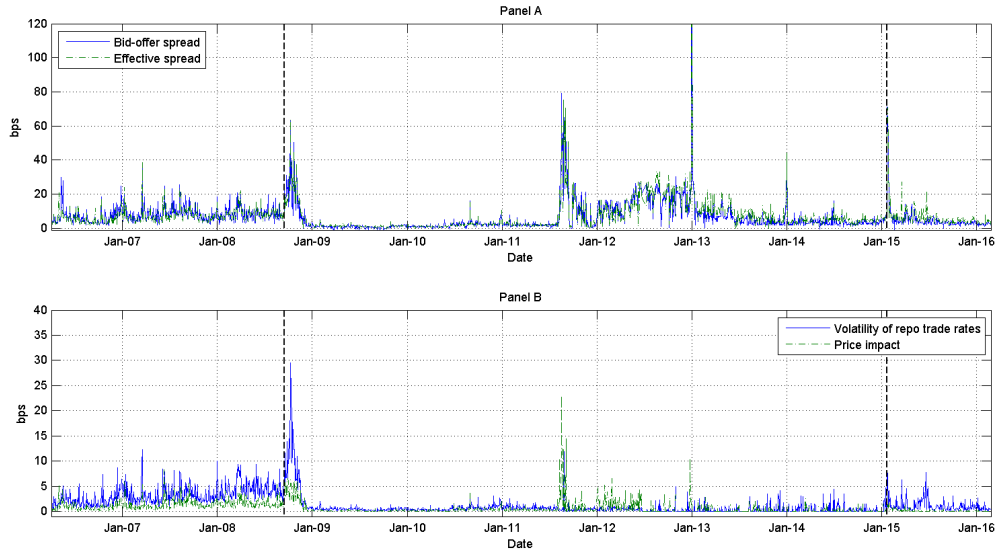 Panel A
120
100
80
60
40
20
0
bps
Bid-offer spread
Effective spread
Jan-07 Jan-08 Jan-09 Jan-10 Jan-11 Jan-12 Jan-13 Jan-14 Jan-15 Jan-16
Date
Panel B
40
35
30
25
20
15
10
5
0
bps
Volatility of repo trade rates
Price impact
Jan-07 Jan-08 Jan-09 Jan-10 Jan-11 Jan-12 Jan-13 Jan-14 Jan-15 Jan-16
Date